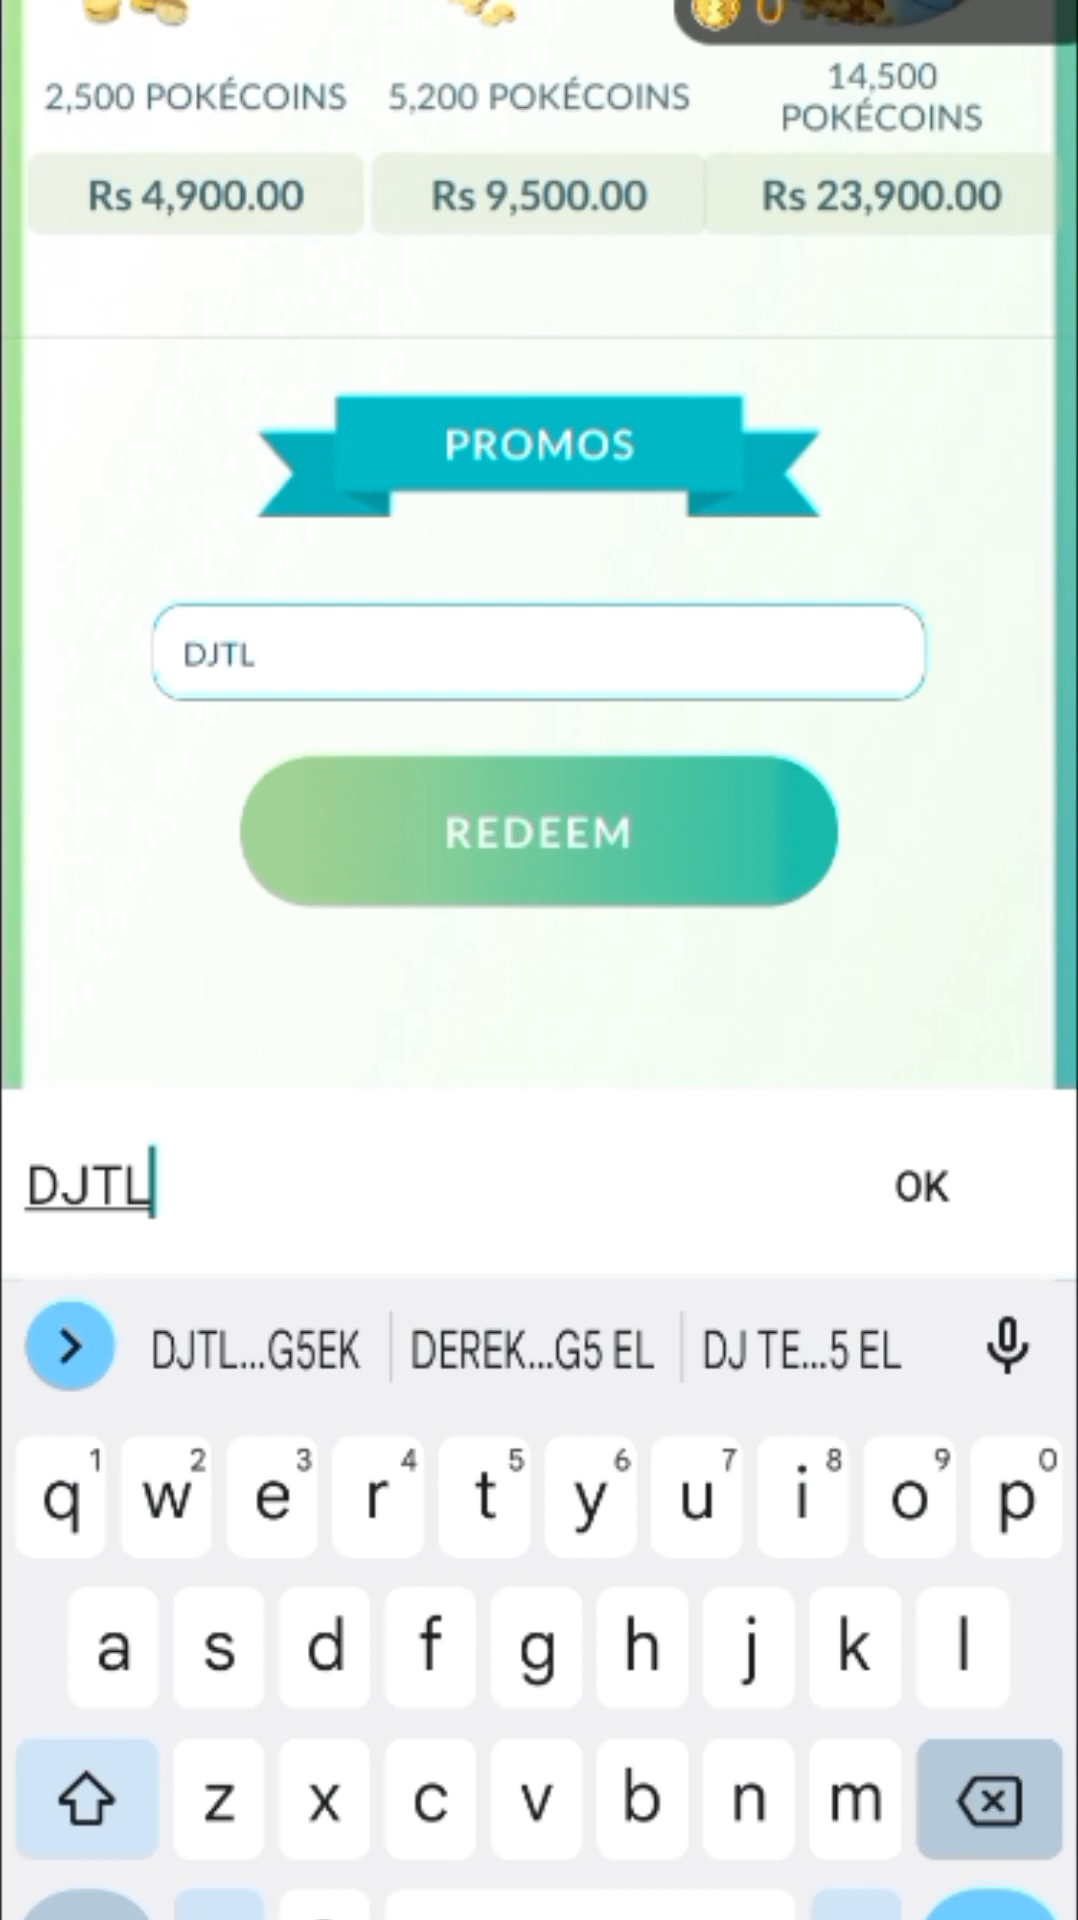 0
2,500 POKÉCOINS
5,200 POKÉCOINS
14,500
POKÉCOINS
Rs 4,900.00
Rs 9,500.00
Rs 23,900.00
PROMOS
DJTL
REDEEM
DJTL
OK
DJTL...G5EK
DEREK...G5 EL
DJ TE...5 EL
1 2 3 4 5 6 7 8 9 0
q w e r t y u i o p
a s d f g h j k l
z x c v b n m